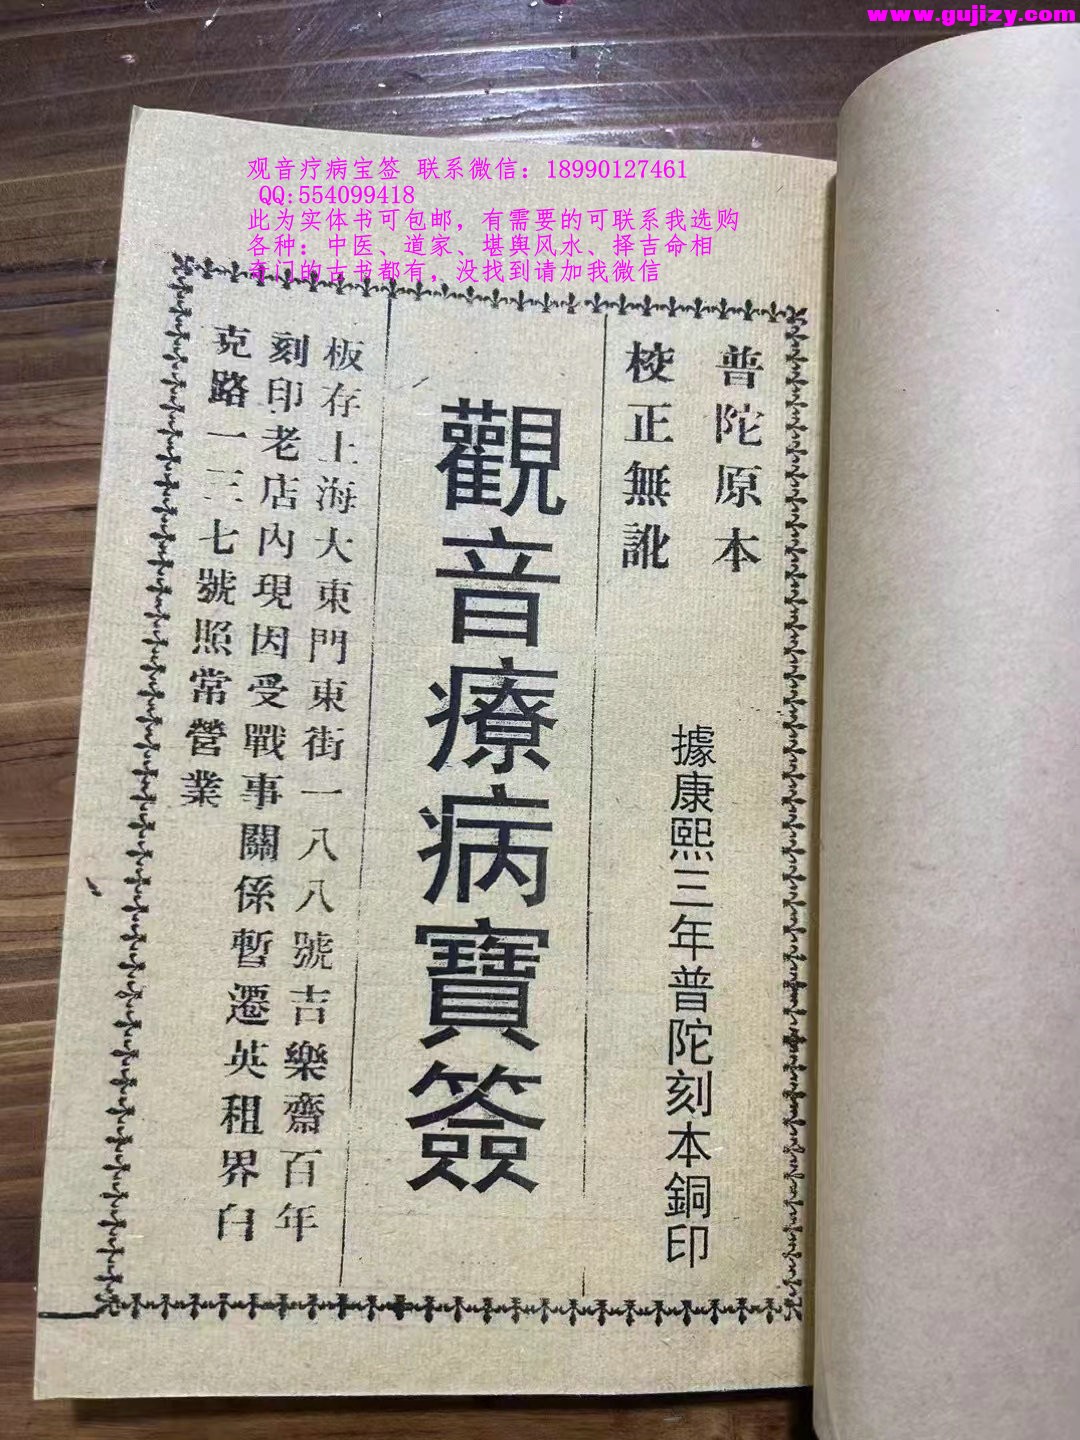 www.gujizy.com
观音疗病宝签 联系微信：18990127461
QQ:554099418
此为实体书可包邮，有需要的可联系我选购
各种：中医、道家、堪舆风水、择吉命相
奇门的古书都有，没找到请加我微信
普陀原本
校正無訛
據康熙三年普陀刻本銅印
觀音療病寶簽
板存上海大東門東街一八八號吉樂齋百年
刻印老店內現因受戰事關係暫遷英租界白
克路一三七號照常營業